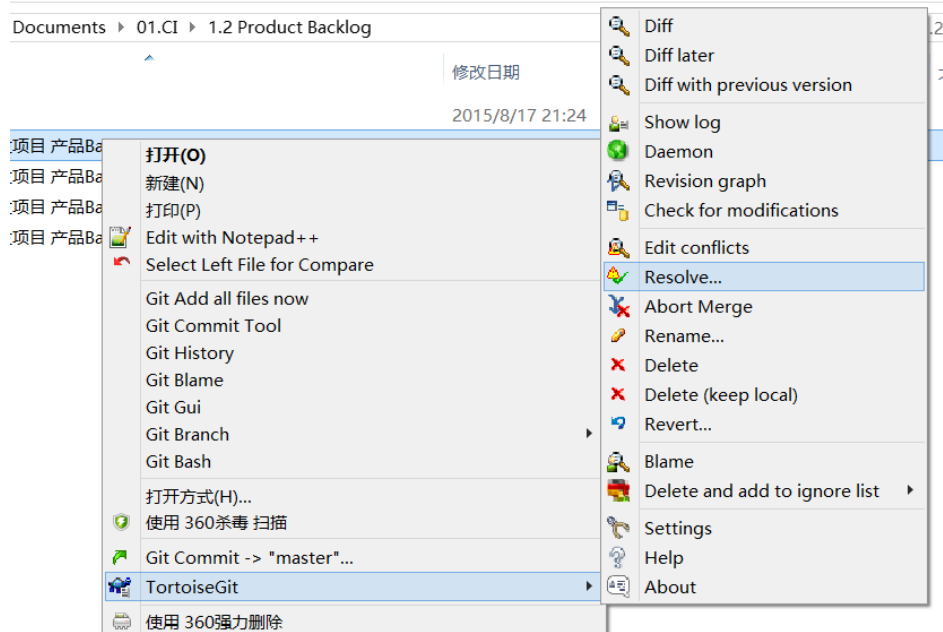 Documents 01.CI 1.2 Product Backlog
修改日期
2015/8/17 21:24
项目 产品Ba
项目 产品Ba
项目 产品Ba
项目 产品Ba
打开(O)
新建(N)
打印(P)
Edit with Notepad++
Select Left File for Compare
Git Add all files now
Git Commit Tool
Git History
Git Blame
Git Gui
Git Branch
Git Bash
打开方式(H)...
使用 360杀毒 扫描
Git Commit -> "master"...
TortoiseGit
使用 360强力删除
Diff
Diff later
Diff with previous version
Show log
Daemon
Revision graph
Check for modifications
Edit conflicts
Resolve...
Abort Merge
Rename...
Delete
Delete (keep local)
Revert...
Blame
Delete and add to ignore list
Settings
Help
About